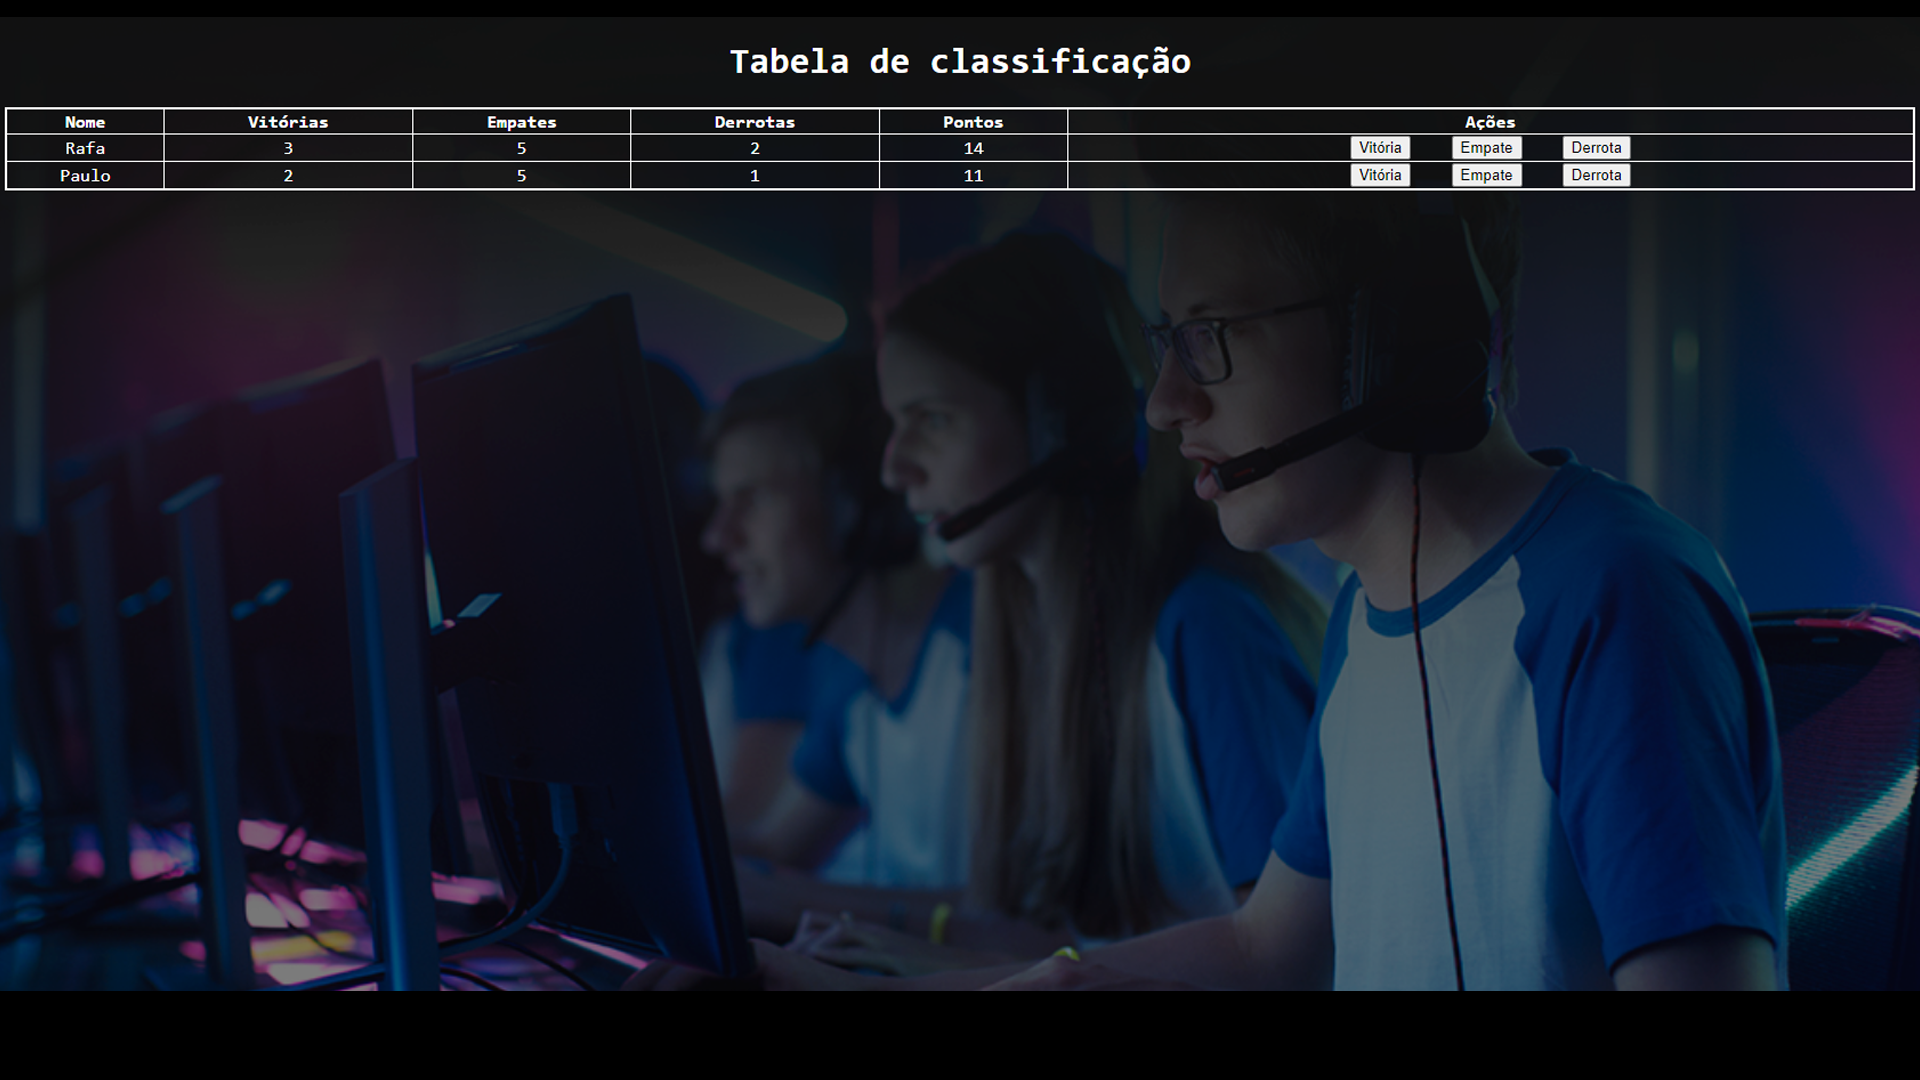 Tabela de classificação
Nome Vitórias Empates Derrotas Pontos Ações
Rafa 3 5 2 14 Vitória Empate Derrota
Paulo 2 5 1 11 Vitória Empate Derrota